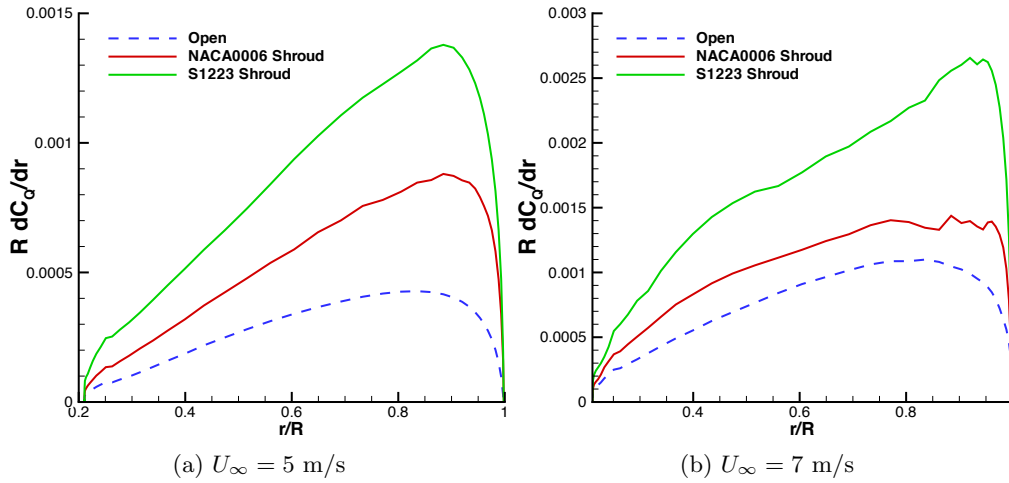 0.0015
0.001
0.0005
0
R dC_Q/dr
Open
NACA0006 Shroud
S1223 Shroud
0.2
0.4
0.6
0.8
1
r/R
(a) U_∞ = 5 m/s
0.003
0.0025
0.002
0.0015
0.001
0.0005
0
R dC_Q/dr
Open
NACA0006 Shroud
S1223 Shroud
0.4
0.6
0.8
r/R
(b) U_∞ = 7 m/s